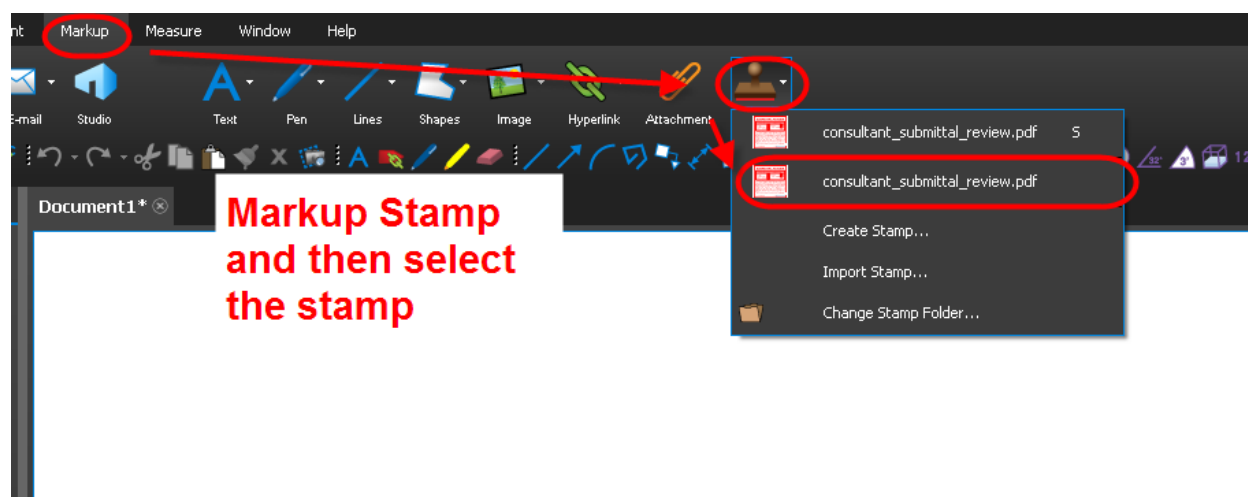 nt Markup Measure Window Help
E-mail Studio Text Pen Lines Shapes Image Hyperlink Attachment
consultant_submittal_review.pdf S
consultant_submittal_review.pdf
Document1*
Create Stamp...
Import Stamp...
Change Stamp Folder...
Markup Stamp
and then select
the stamp